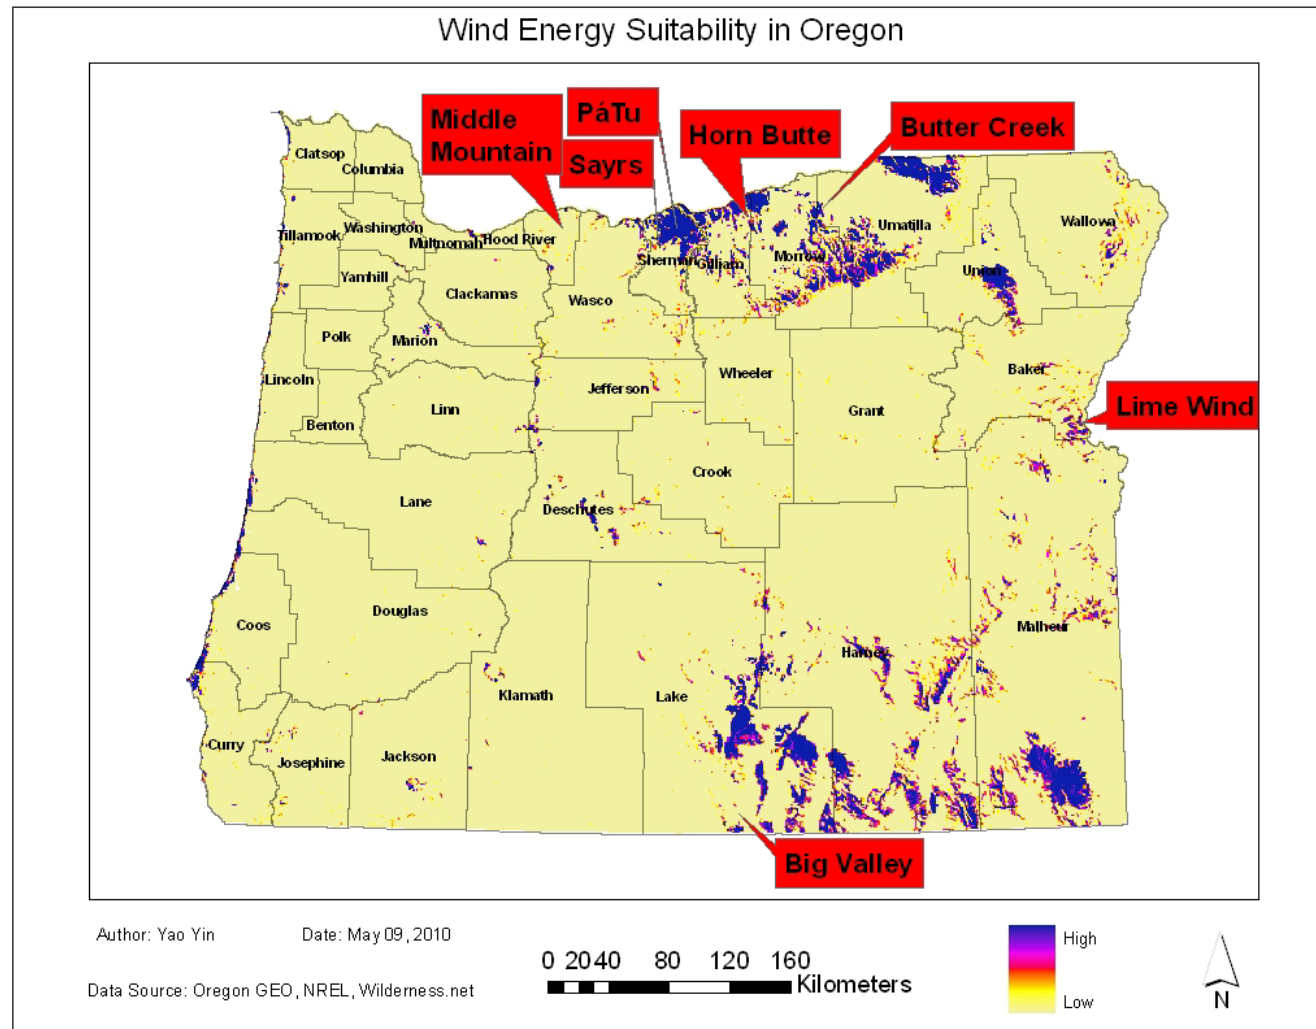 Wind Energy Suitability in Oregon
Middle
Mountain
PáTu
Sayrs
Horn Butte
Butter Creek
Clatsop
Columbia
Tillamook
Washington
Multnomah
Hood River
Yamhill
Clackamas
Wasco
Sherman
Gilliam
Morrow
Umatilla
Union
Wallowa
Polk
Marion
Lincoln
Benton
Linn
Jefferson
Wheeler
Grant
Baker
Lime Wind
Lane
Deschutes
Crook
Coos
Douglas
Curry
Josephine
Jackson
Klamath
Lake
Harney
Malheur
Big Valley
Author: Yao Yin
Date: May 09, 2010
Data Source: Oregon GEO, NREL, Wilderness.net
0 20 40 80 120 160
Kilometers
High
Low
N